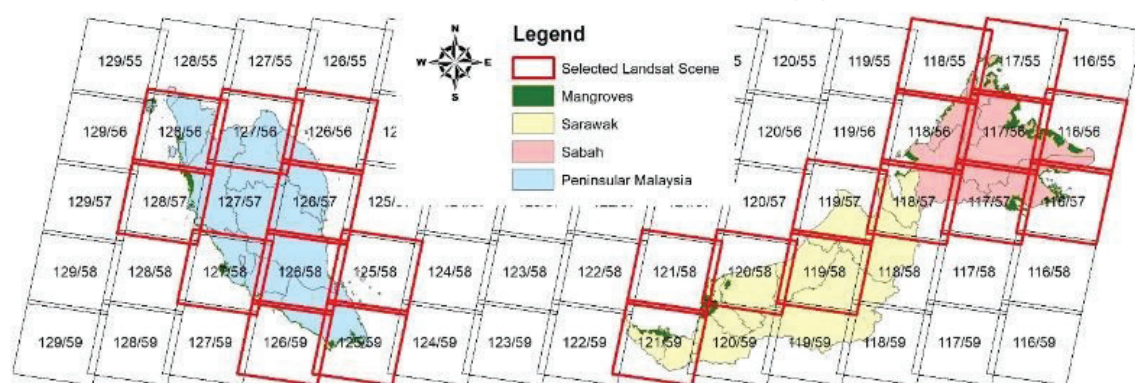 N
W E
S
Legend
Selected Landsat Scene
Mangroves
Sarawak
Sabah
Peninsular Malaysia
129/55 128/55 127/55 126/55 120/55 119/55 118/55 117/55 116/55
129/56 128/56 127/56 126/56 120/56 119/56 118/56 117/56 116/56
129/57 128/57 127/57 126/57 120/57 119/57 118/57 117/57 116/57
129/58 128/58 127/58 126/58 125/58 124/58 123/58 122/58 121/58 120/58 119/58 118/58 117/58 116/58
129/59 128/59 127/59 126/59 125/59 124/59 123/59 122/59 121/59 120/59 119/59 118/59 117/59 116/59